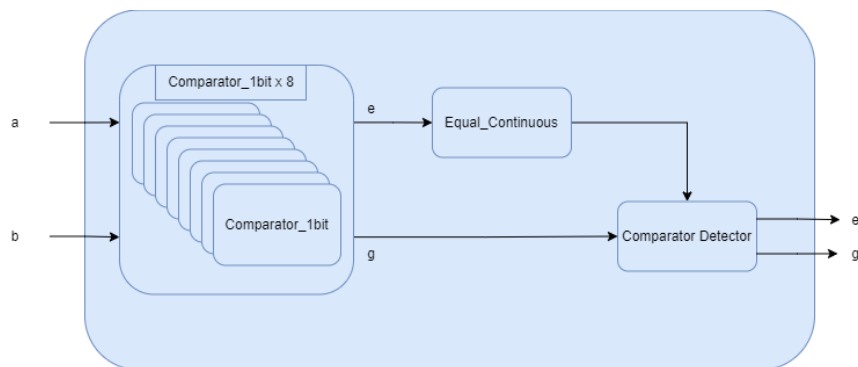 Comparator_1bit x 8
a
e
Equal_Continuous
Comparator_1bit
b
g
Comparator Detector
e
g